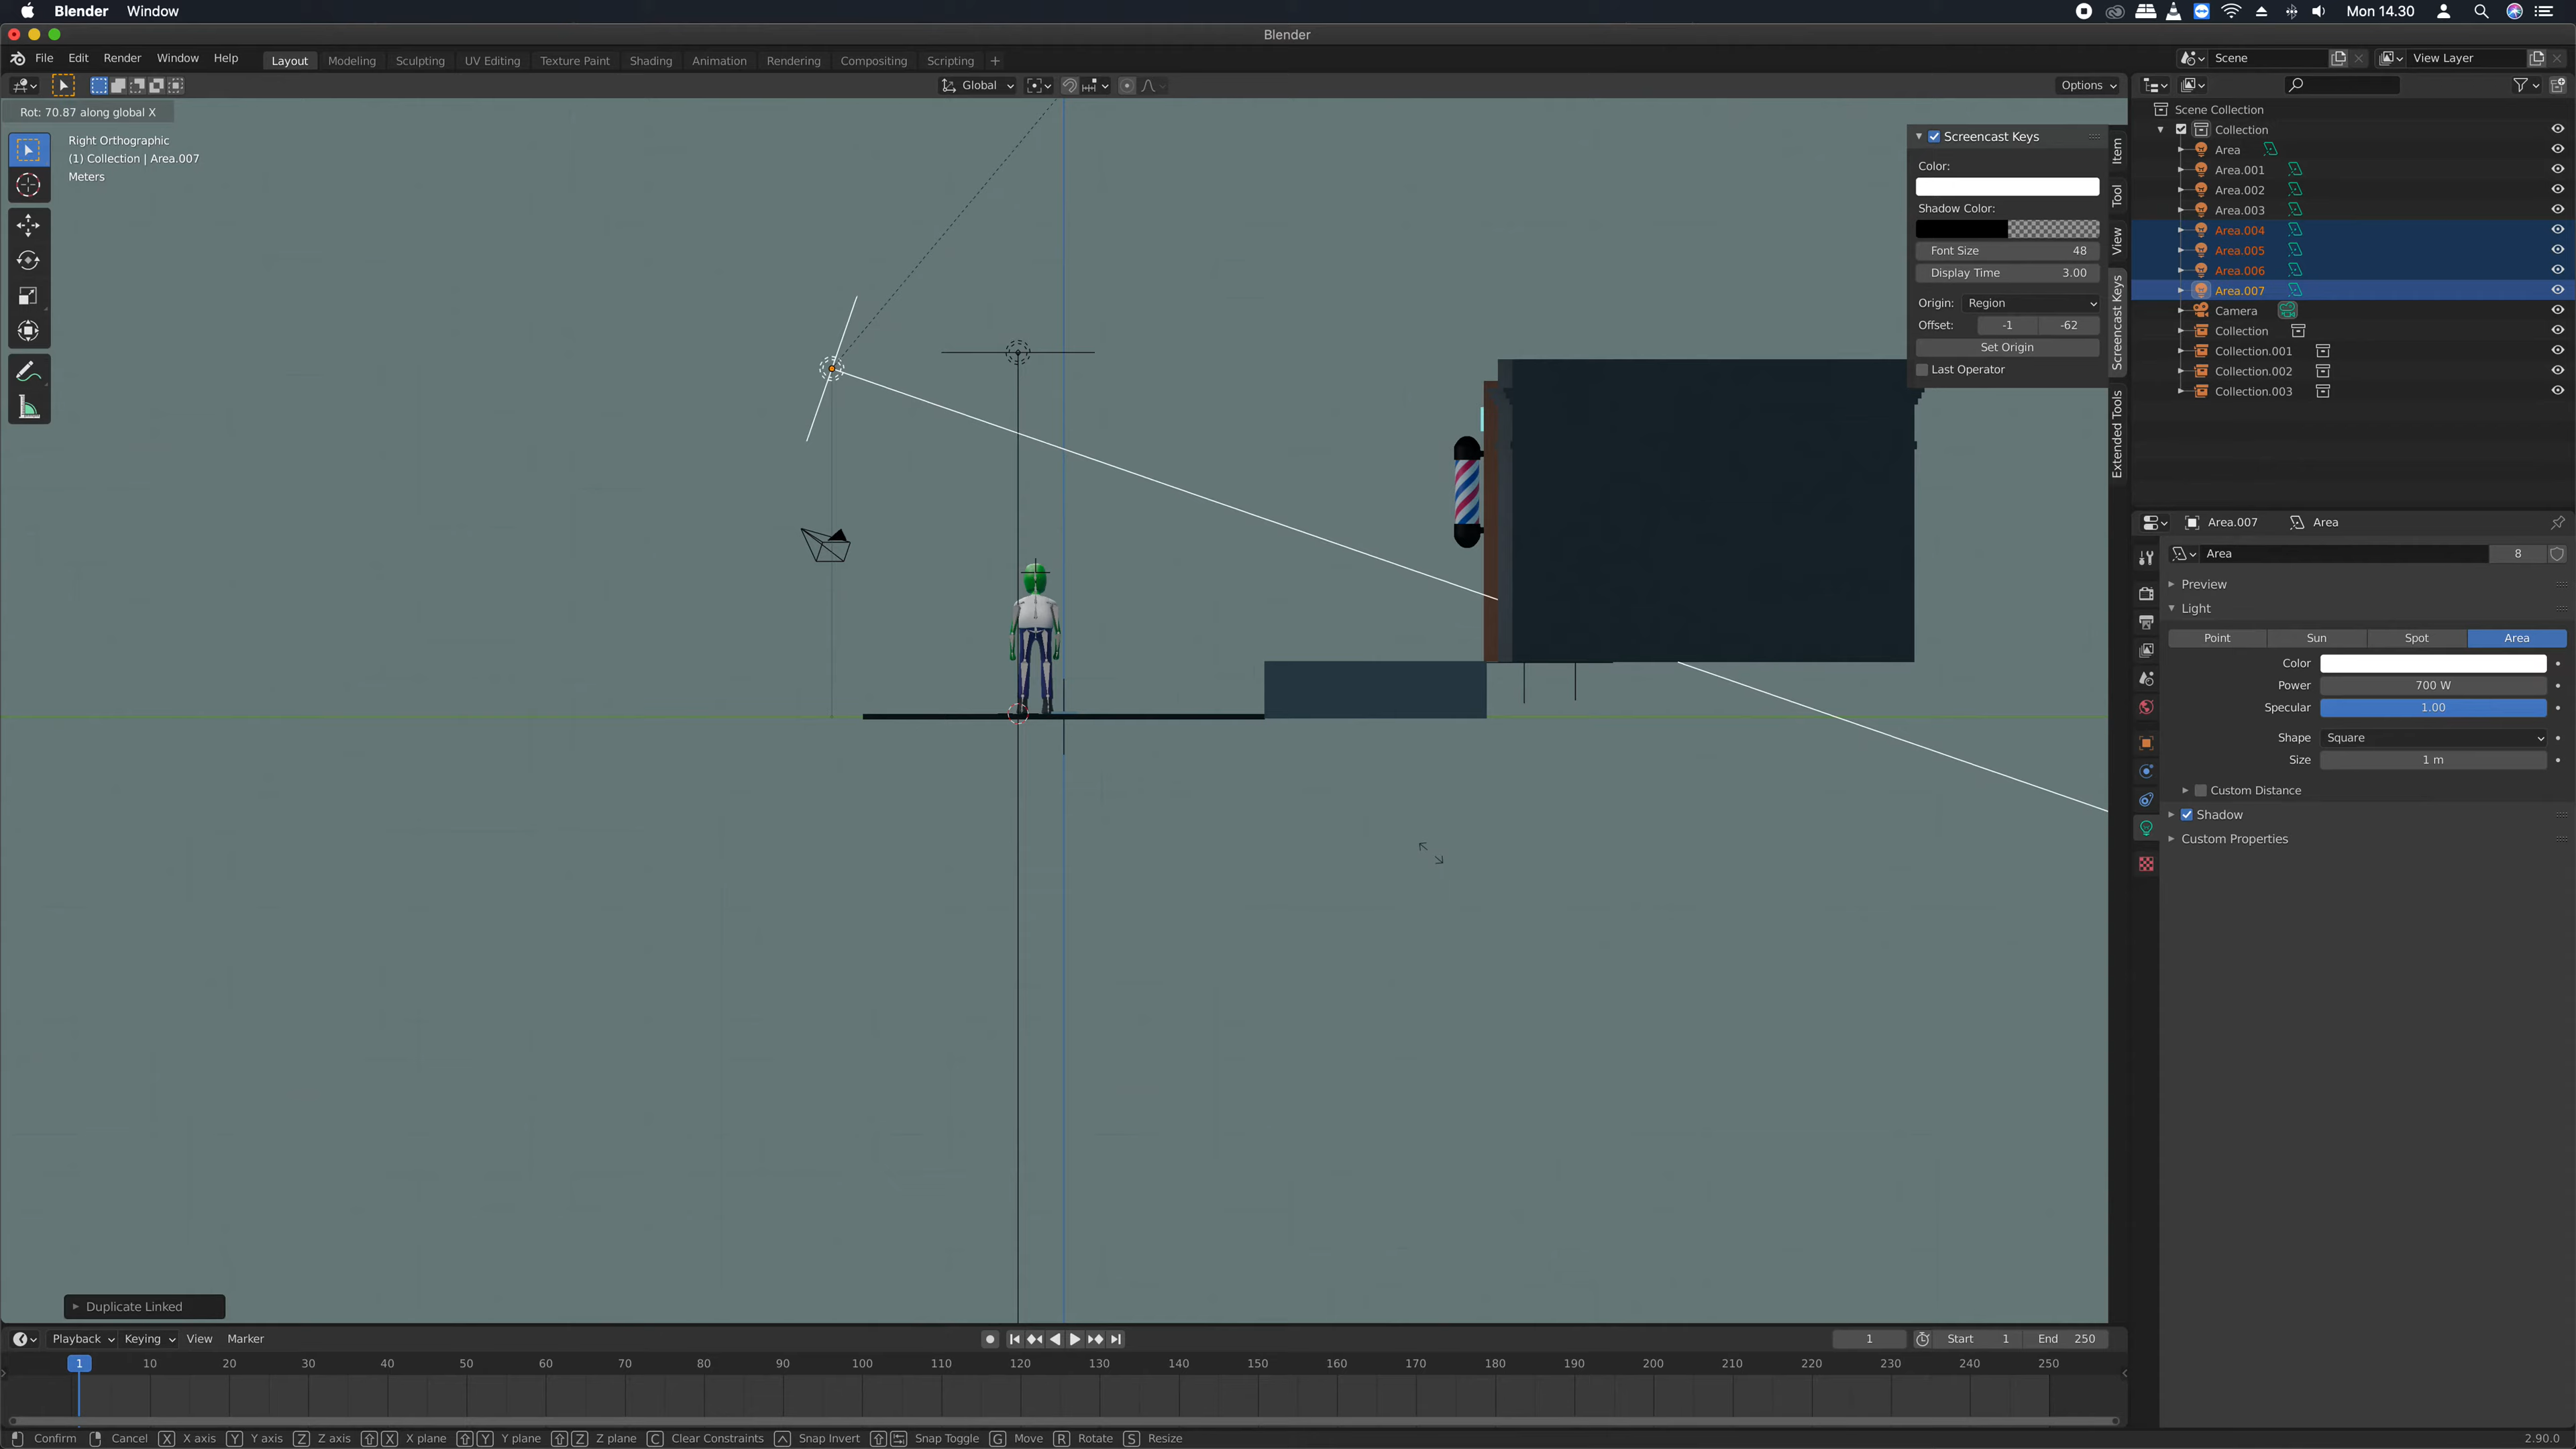 Blender Window Mon 14.30
Blender
File Edit Render Window Help Layout Modeling Sculpting UV Editing Texture Paint Shading Animation Rendering Compositing Scripting + Scene View Layer
Global Options
Rot: 70.87 along global X
Right Orthographic
(1) Collection | Area.007
Meters
Screencast Keys
Color:
Shadow Color:
Font Size 48
Display Time 3.00
Origin: Region
Offset: -1 -62
Set Origin
Last Operator
Item
Tool
View
Screencast Keys
Extended Tools
Scene Collection
Collection
Area
Area.001
Area.002
Area.003
Area.004
Area.005
Area.006
Area.007
Camera
Collection
Collection.001
Collection.002
Collection.003
Area.007 Area
Area 8
Preview
Light
Point Sun Spot Area
Color
Power 700 W
Specular 1.00
Shape Square
Size 1 m
Custom Distance
Shadow
Custom Properties
Duplicate Linked
Playback Keying View Marker 1 Start 1 End 250
1 10 20 30 40 50 60 70 80 90 100 110 120 130 140 150 160 170 180 190 200 210 220 230 240 250
Confirm Cancel X X axis Y Y axis Z Z axis X X plane Y Y plane Z Z plane C Clear Constraints Snap Invert Snap Toggle G Move R Rotate S Resize 2.90.0